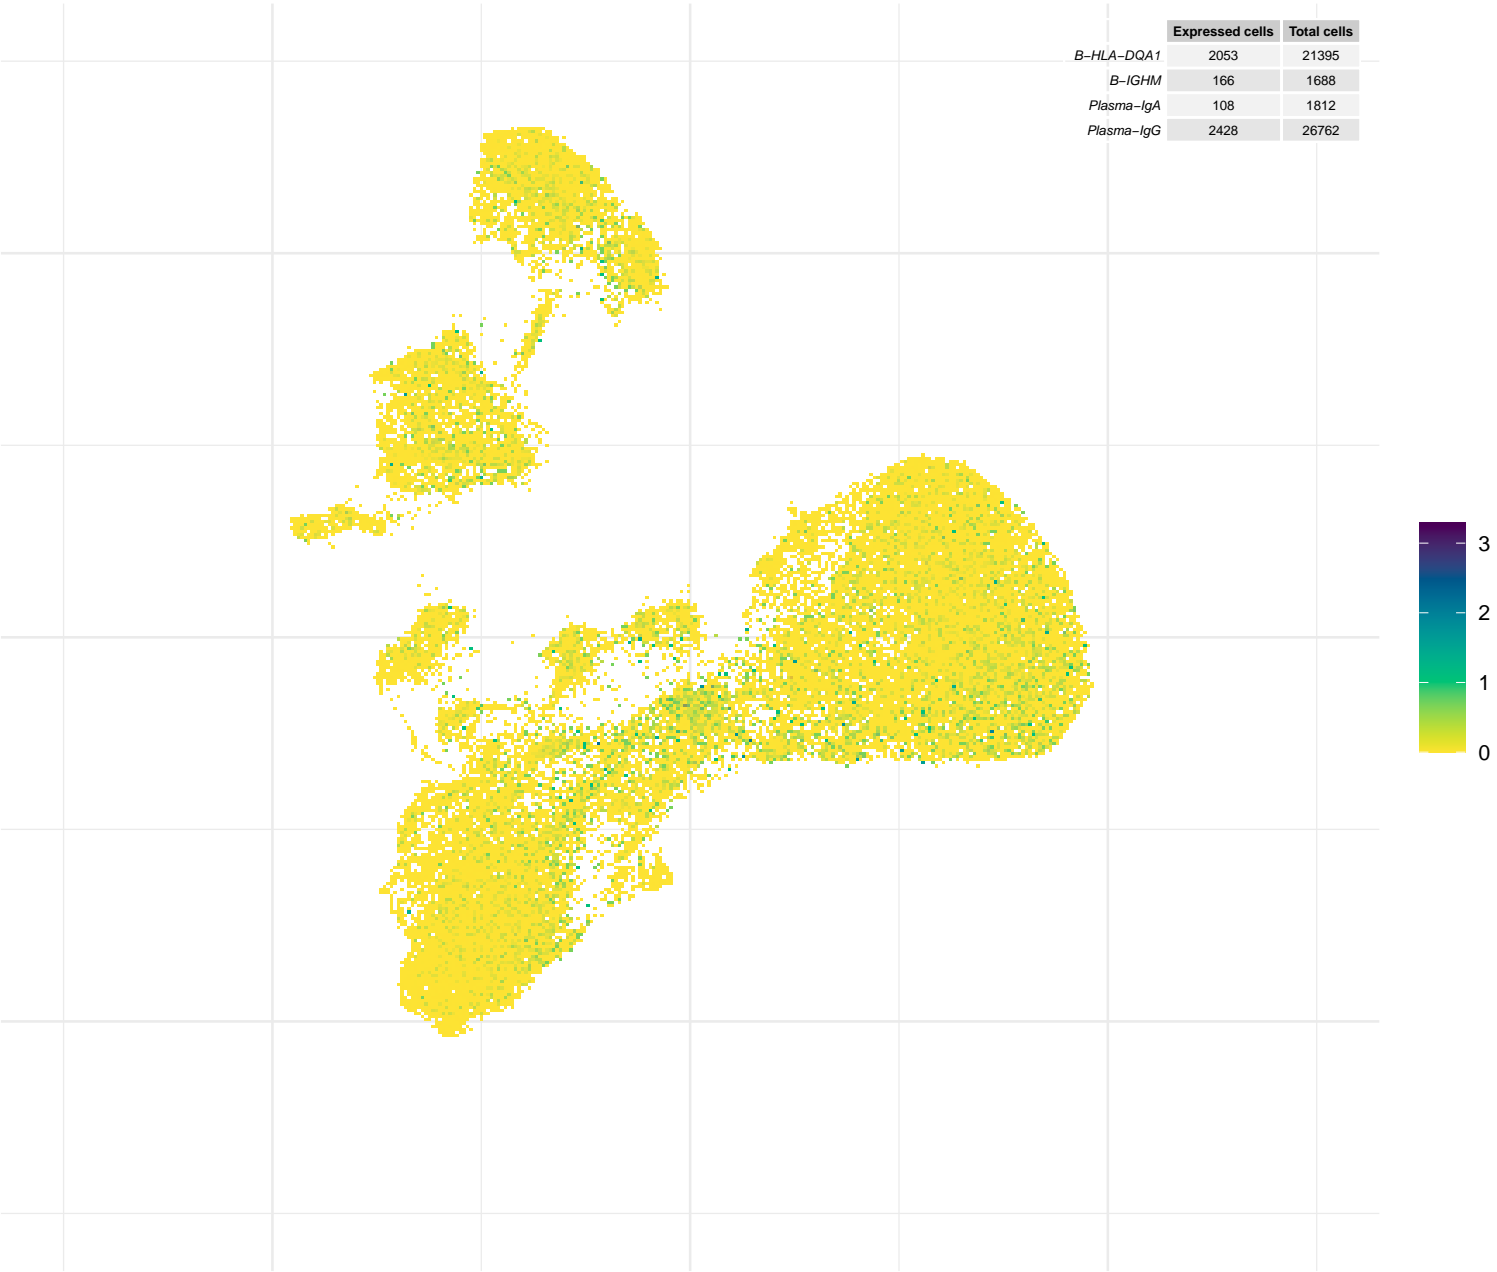 Expressed cells Total cells
B−HLA−DQA1 2053 21395
B−IGHM 166 1688
Plasma−IgA 108 1812
Plasma−IgG 2428 26762
3
2
1
0